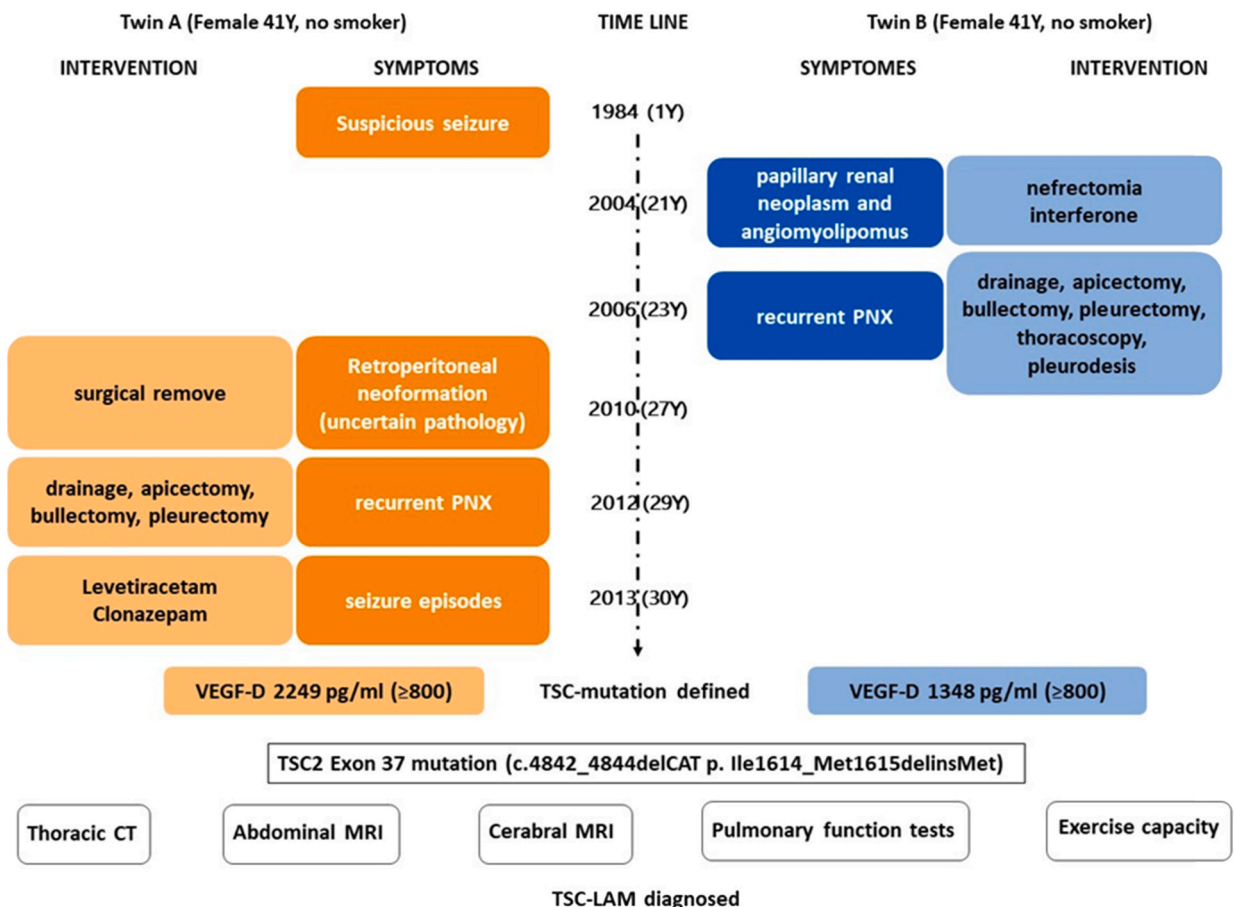 Twin A (Female 41Y, no smoker)
TIME LINE
Twin B (Female 41Y, no smoker)
INTERVENTION
SYMPTOMS
SYMPTOMES
INTERVENTION
Suspicious seizure
1984 (1Y)
2004 (21Y)
papillary renal
neoplasm and
angiomyolipomus
nefrectomia
interferone
2006 (23Y)
recurrent PNX
drainage, apicectomy,
bullectomy, pleurectomy,
thoracoscopy,
pleurodesis
surgical remove
Retroperitoneal
neoformation
(uncertain pathology)
2010 (27Y)
drainage, apicectomy,
bullectomy, pleurectomy
recurrent PNX
2012 (29Y)
Levetiracetam
Clonazepam
seizure episodes
2013 (30Y)
VEGF-D 2249 pg/ml (≥800)
TSC-mutation defined
VEGF-D 1348 pg/ml (≥800)
TSC2 Exon 37 mutation (c.4842_4844delCAT p. Ile1614_Met1615delinsMet)
Thoracic CT
Abdominal MRI
Cerabral MRI
Pulmonary function tests
Exercise capacity
TSC-LAM diagnosed